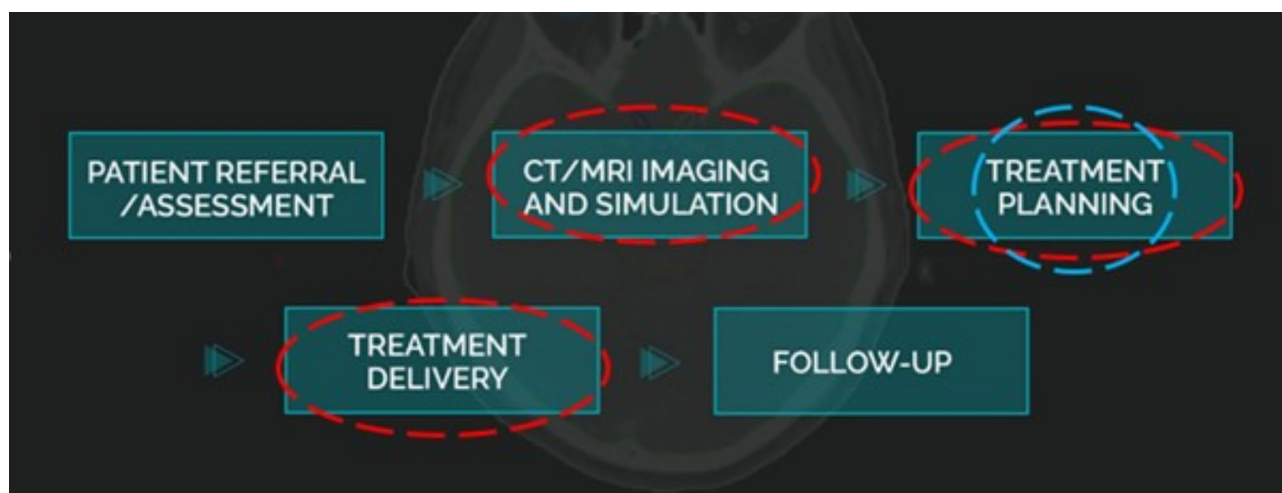 PATIENT REFERRAL
/ASSESSMENT
CT/MRI IMAGING
AND SIMULATION
TREATMENT
PLANNING
TREATMENT
DELIVERY
FOLLOW-UP